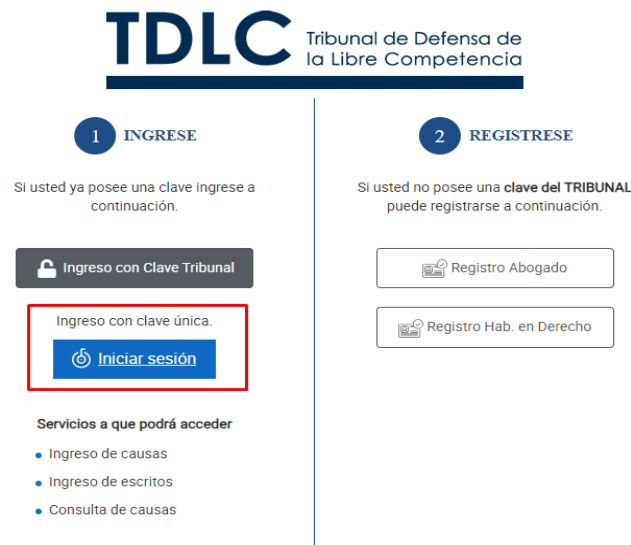 TDLC
Tribunal de Defensa de
la Libre Competencia
1 INGRESE
Si usted ya posee una clave ingrese a
continuación.
Ingreso con Clave Tribunal
Ingreso con clave única.
Iniciar sesión
Servicios a que podrá acceder
Ingreso de causas
Ingreso de escritos
Consulta de causas
2 REGISTRESE
Si usted no posee una clave del TRIBUNAL
puede registrarse a continuación.
Registro Abogado
Registro Hab. en Derecho